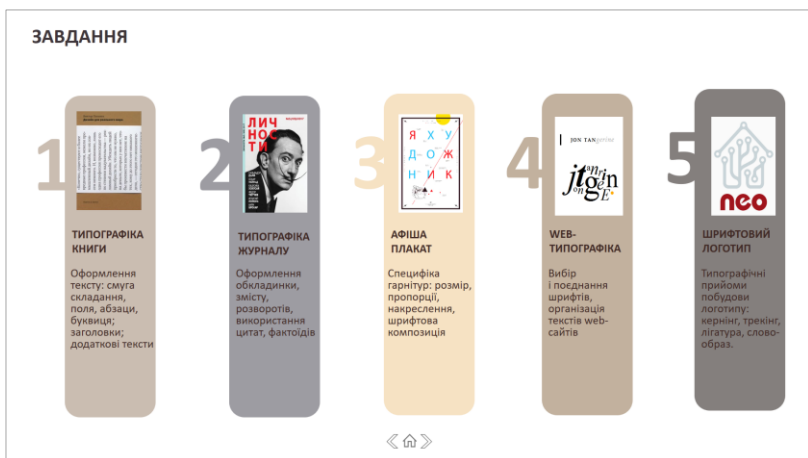 ЗАВДАННЯ
1
ТИПОГРАФІКА
КНИГИ
Оформлення
тексту: смуга
складання,
поля, абзаци,
буквиця;
заголовки;
додаткові тексти
2
ЛИЧ
НОС
ТИ
ТИПОГРАФІКА
ЖУРНАЛУ
Оформлення
обкладинки,
змісту,
розворотів,
використання
цитат, фактоїдів
3
Я Х У
Д О Ж
Н И К
АФІША
ПЛАКАТ
Специфіка
гарнітур: розмір,
пропорції,
накреслення,
шрифтова
композиція
4
JON TANgerine
WEB-
ТИПОГРАФІКА
Вибір
і поєднання
шрифтів,
організація
текстів web-
сайтів
5
neo
ШРИФТОВИЙ
ЛОГОТИП
Типографічні
прийоми
побудови
логотипу:
кернінг, трекінг,
лігатура, слово-
образ.